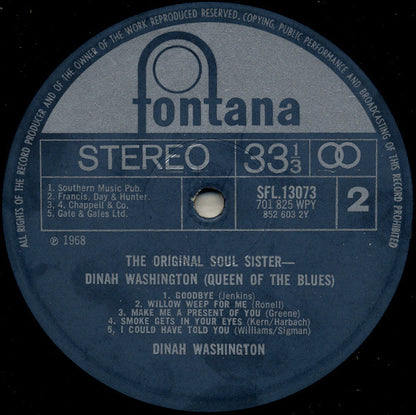 ALL RIGHTS OF THE RECORD PRODUCER AND OF THE OWNER OF THE WORK REPRODUCED RESERVED. COPYING, PUBLIC PERFORMANCE AND BROADCASTING OF THIS RECORD PROHIBITED
fontana
STEREO 33 1/3
1. Southern Music Pub.
2. Francis, Day & Hunter.
3, 4. Chappell & Co.
5. Gate & Gales Ltd.
SFL.13073
701 825 WPY
852 603 2Y
2
℗ 1968
THE ORIGINAL SOUL SISTER—
DINAH WASHINGTON (QUEEN OF THE BLUES)
1. GOODBYE (Jenkins)
2. WILLOW WEEP FOR ME (Ronell)
3. MAKE ME A PRESENT OF YOU (Greene)
4. SMOKE GETS IN YOUR EYES (Kern/Harbach)
5, I COULD HAVE TOLD YOU (Williams/Sigman)
DINAH WASHINGTON